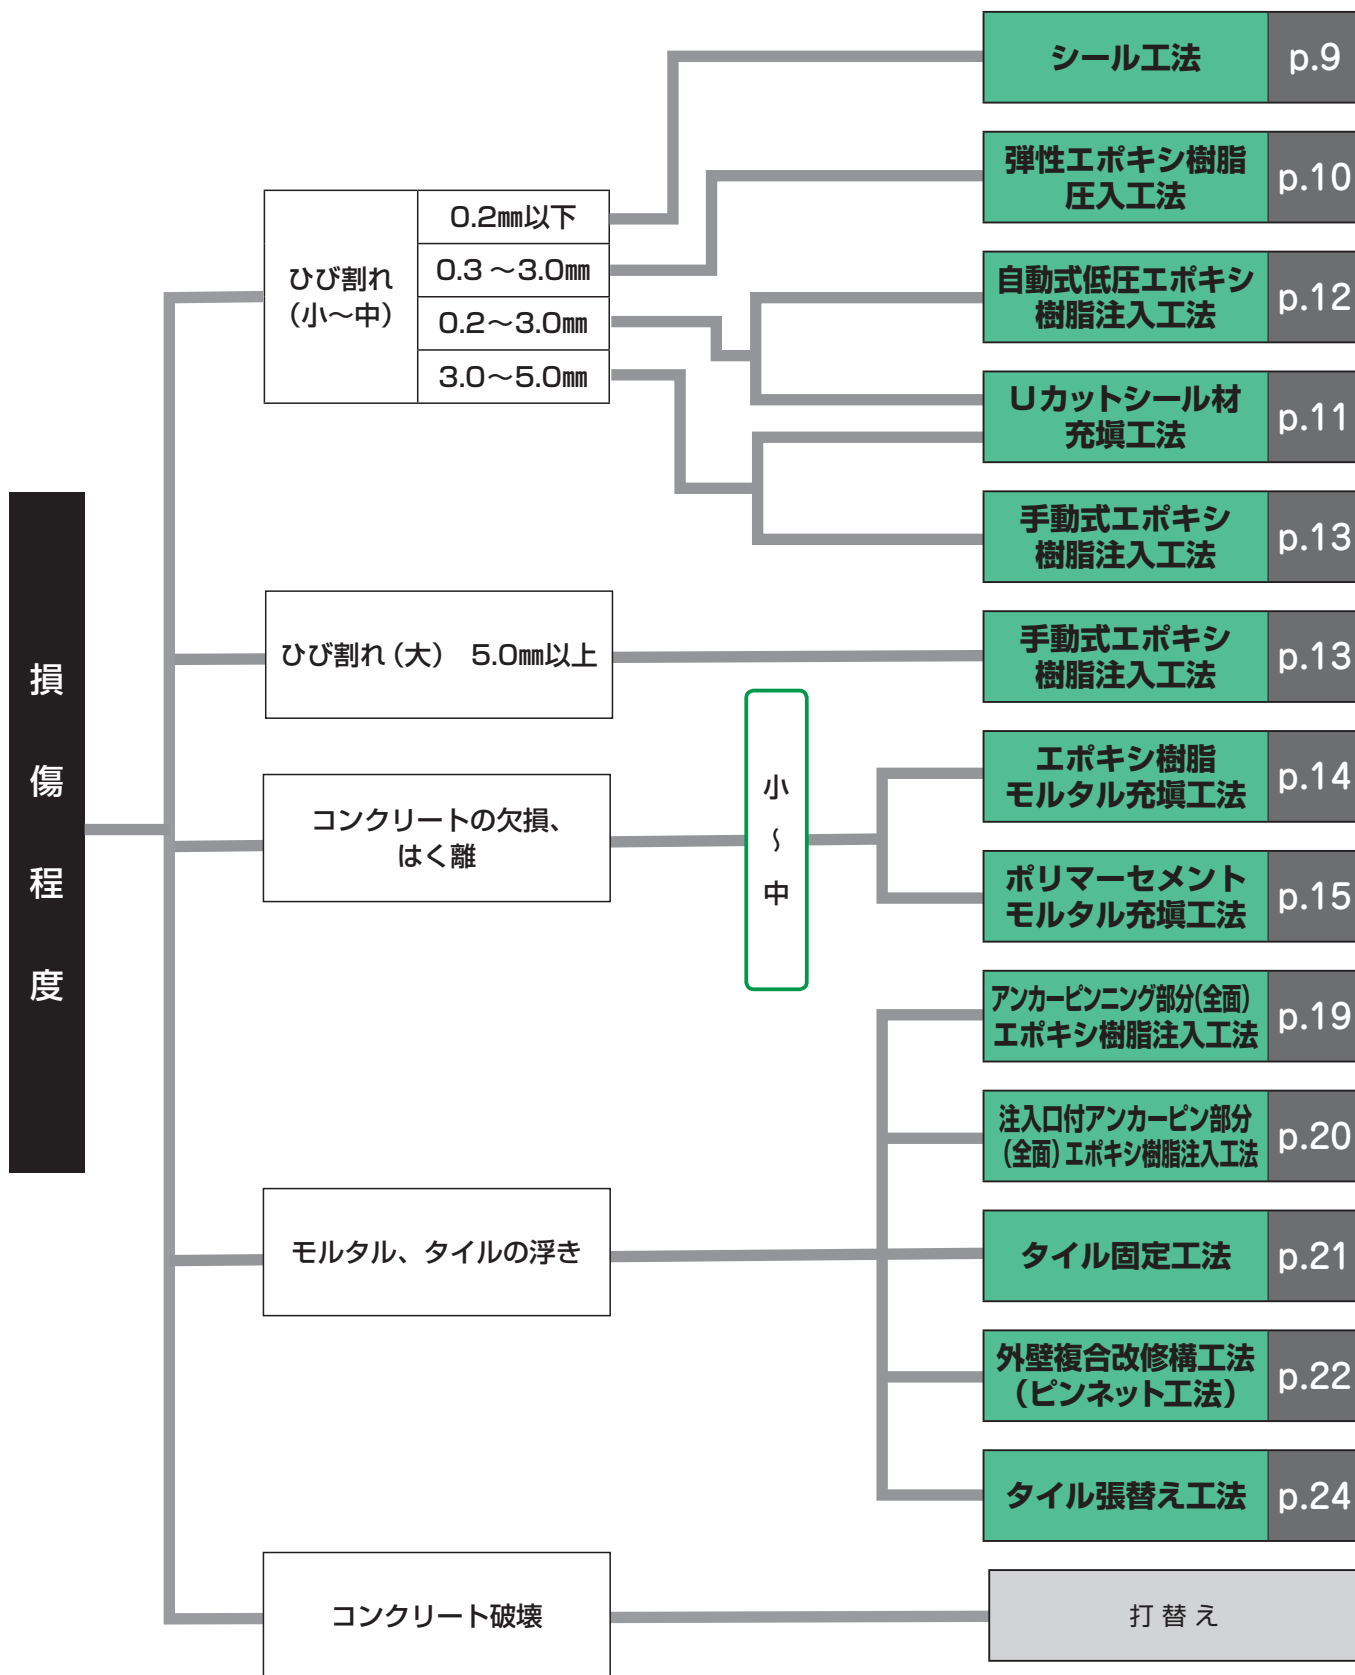 損傷程度
ひび割れ
（小～中）
0.2㎜以下
0.3～3.0㎜
0.2～3.0㎜
3.0～5.0㎜
ひび割れ（大）　5.0㎜以上
コンクリートの欠損、
はく離
小～中
モルタル、タイルの浮き
コンクリート破壊
シール工法 p.9
弾性エポキシ樹脂
圧入工法
p.10
自動式低圧エポキシ
樹脂注入工法
p.12
Uカットシール材
充塡工法
p.11
手動式エポキシ
樹脂注入工法
p.13
手動式エポキシ
樹脂注入工法
p.13
エポキシ樹脂
モルタル充塡工法
p.14
ポリマーセメント
モルタル充塡工法
p.15
アンカーピンニング部分（全面）
エポキシ樹脂注入工法
p.19
注入口付アンカーピン部分
（全面）エポキシ樹脂注入工法
p.20
タイル固定工法 p.21
外壁複合改修構工法
（ピンネット工法）
p.22
タイル張替え工法 p.24
打替え